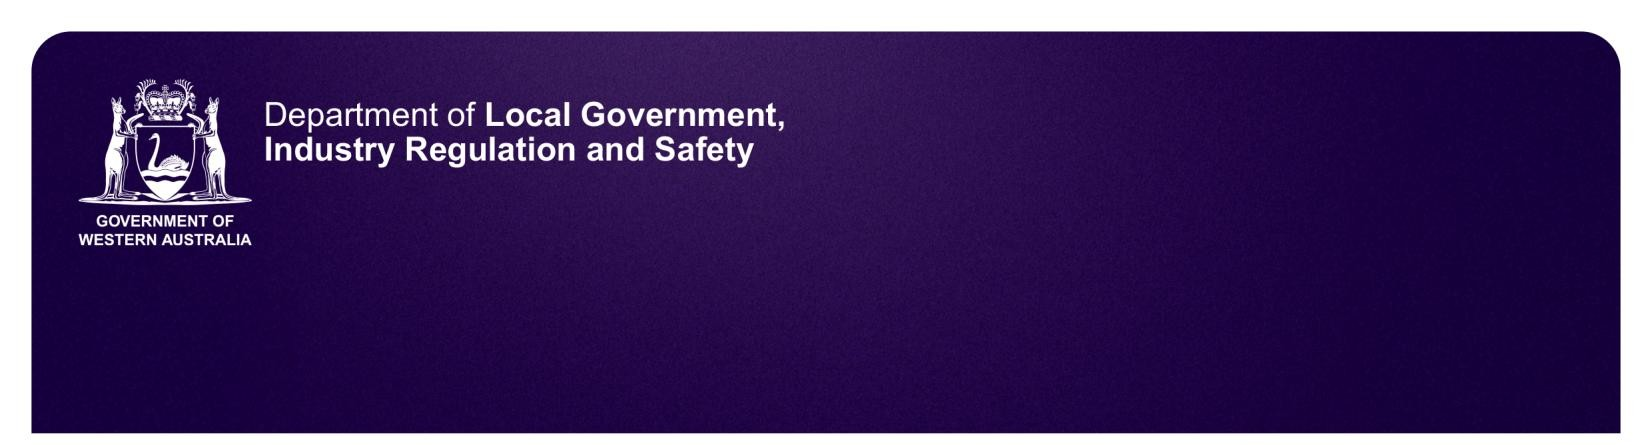 Department of Local Government,
Industry Regulation and Safety
GOVERNMENT OF
WESTERN AUSTRALIA